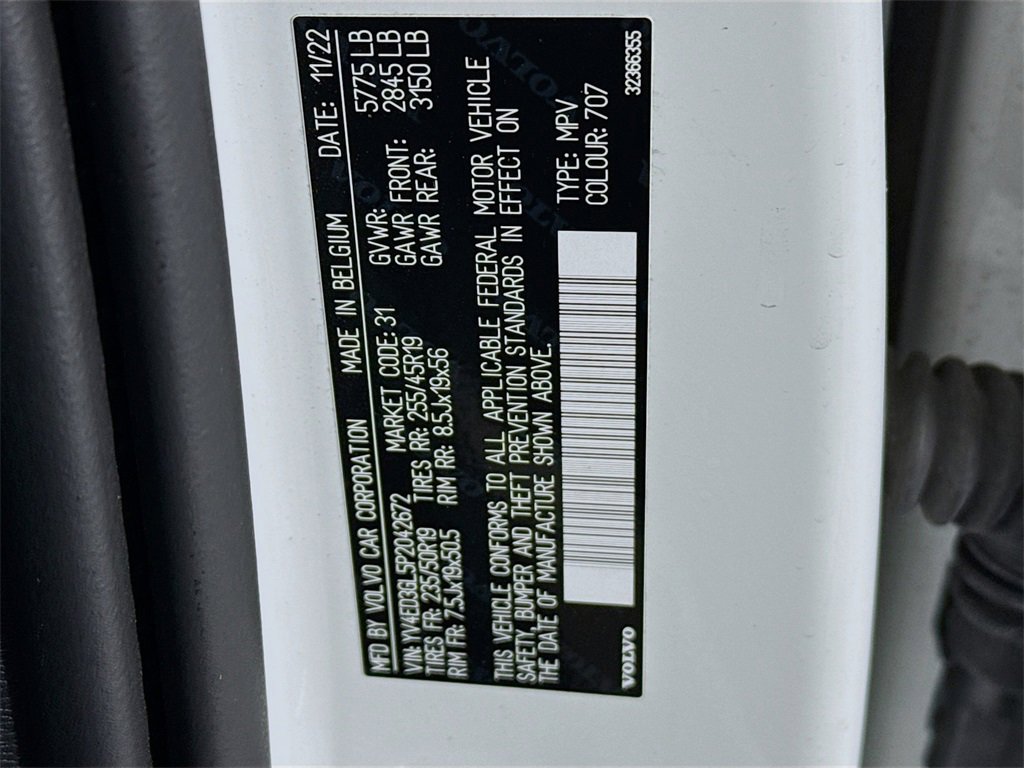 MFD BY VOLVO CAR CORPORATION MADE IN BELGIUM DATE: 11/22
VIN: YV4ED3GL5P2042672 MARKET CODE: 31 GVWR: 5775 LB
TIRES FR: 235/50R19 TIRES RR: 255/45R19 GAWR FRONT: 2845 LB
RIM FR: 7.5Jx19x50.5 RIM RR: 8.5Jx19x56 GAWR REAR: 3150 LB
THIS VEHICLE CONFORMS TO ALL APPLICABLE FEDERAL MOTOR VEHICLE
SAFETY, BUMPER AND THEFT PREVENTION STANDARDS IN EFFECT ON
THE DATE OF MANUFACTURE SHOWN ABOVE.
TYPE: MPV
COLOUR: 707
VOLVO 32366355